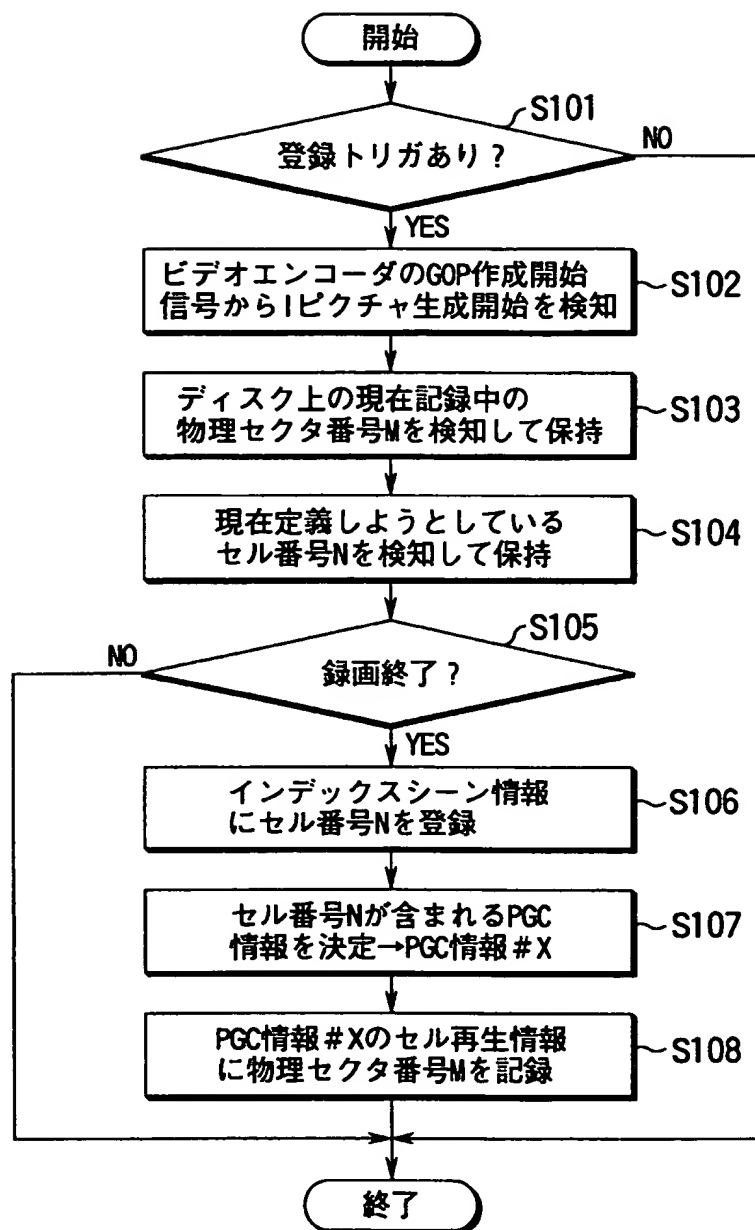 開始
S101
登録トリガあり?
NO
YES
ビデオエンコーダのGOP作成開始
信号からIピクチャ生成開始を検知
S102
ディスク上の現在記録中の
物理セクタ番号Mを検知して保持
S103
現在定義しようとしている
セル番号Nを検知して保持
S104
S105
NO
録画終了?
YES
インデックスシーン情報
にセル番号Nを登録
S106
セル番号Nが含まれるPGC
情報を決定→PGC情報#X
S107
PGC情報#Xのセル再生情報
に物理セクタ番号Mを記録
S108
終了